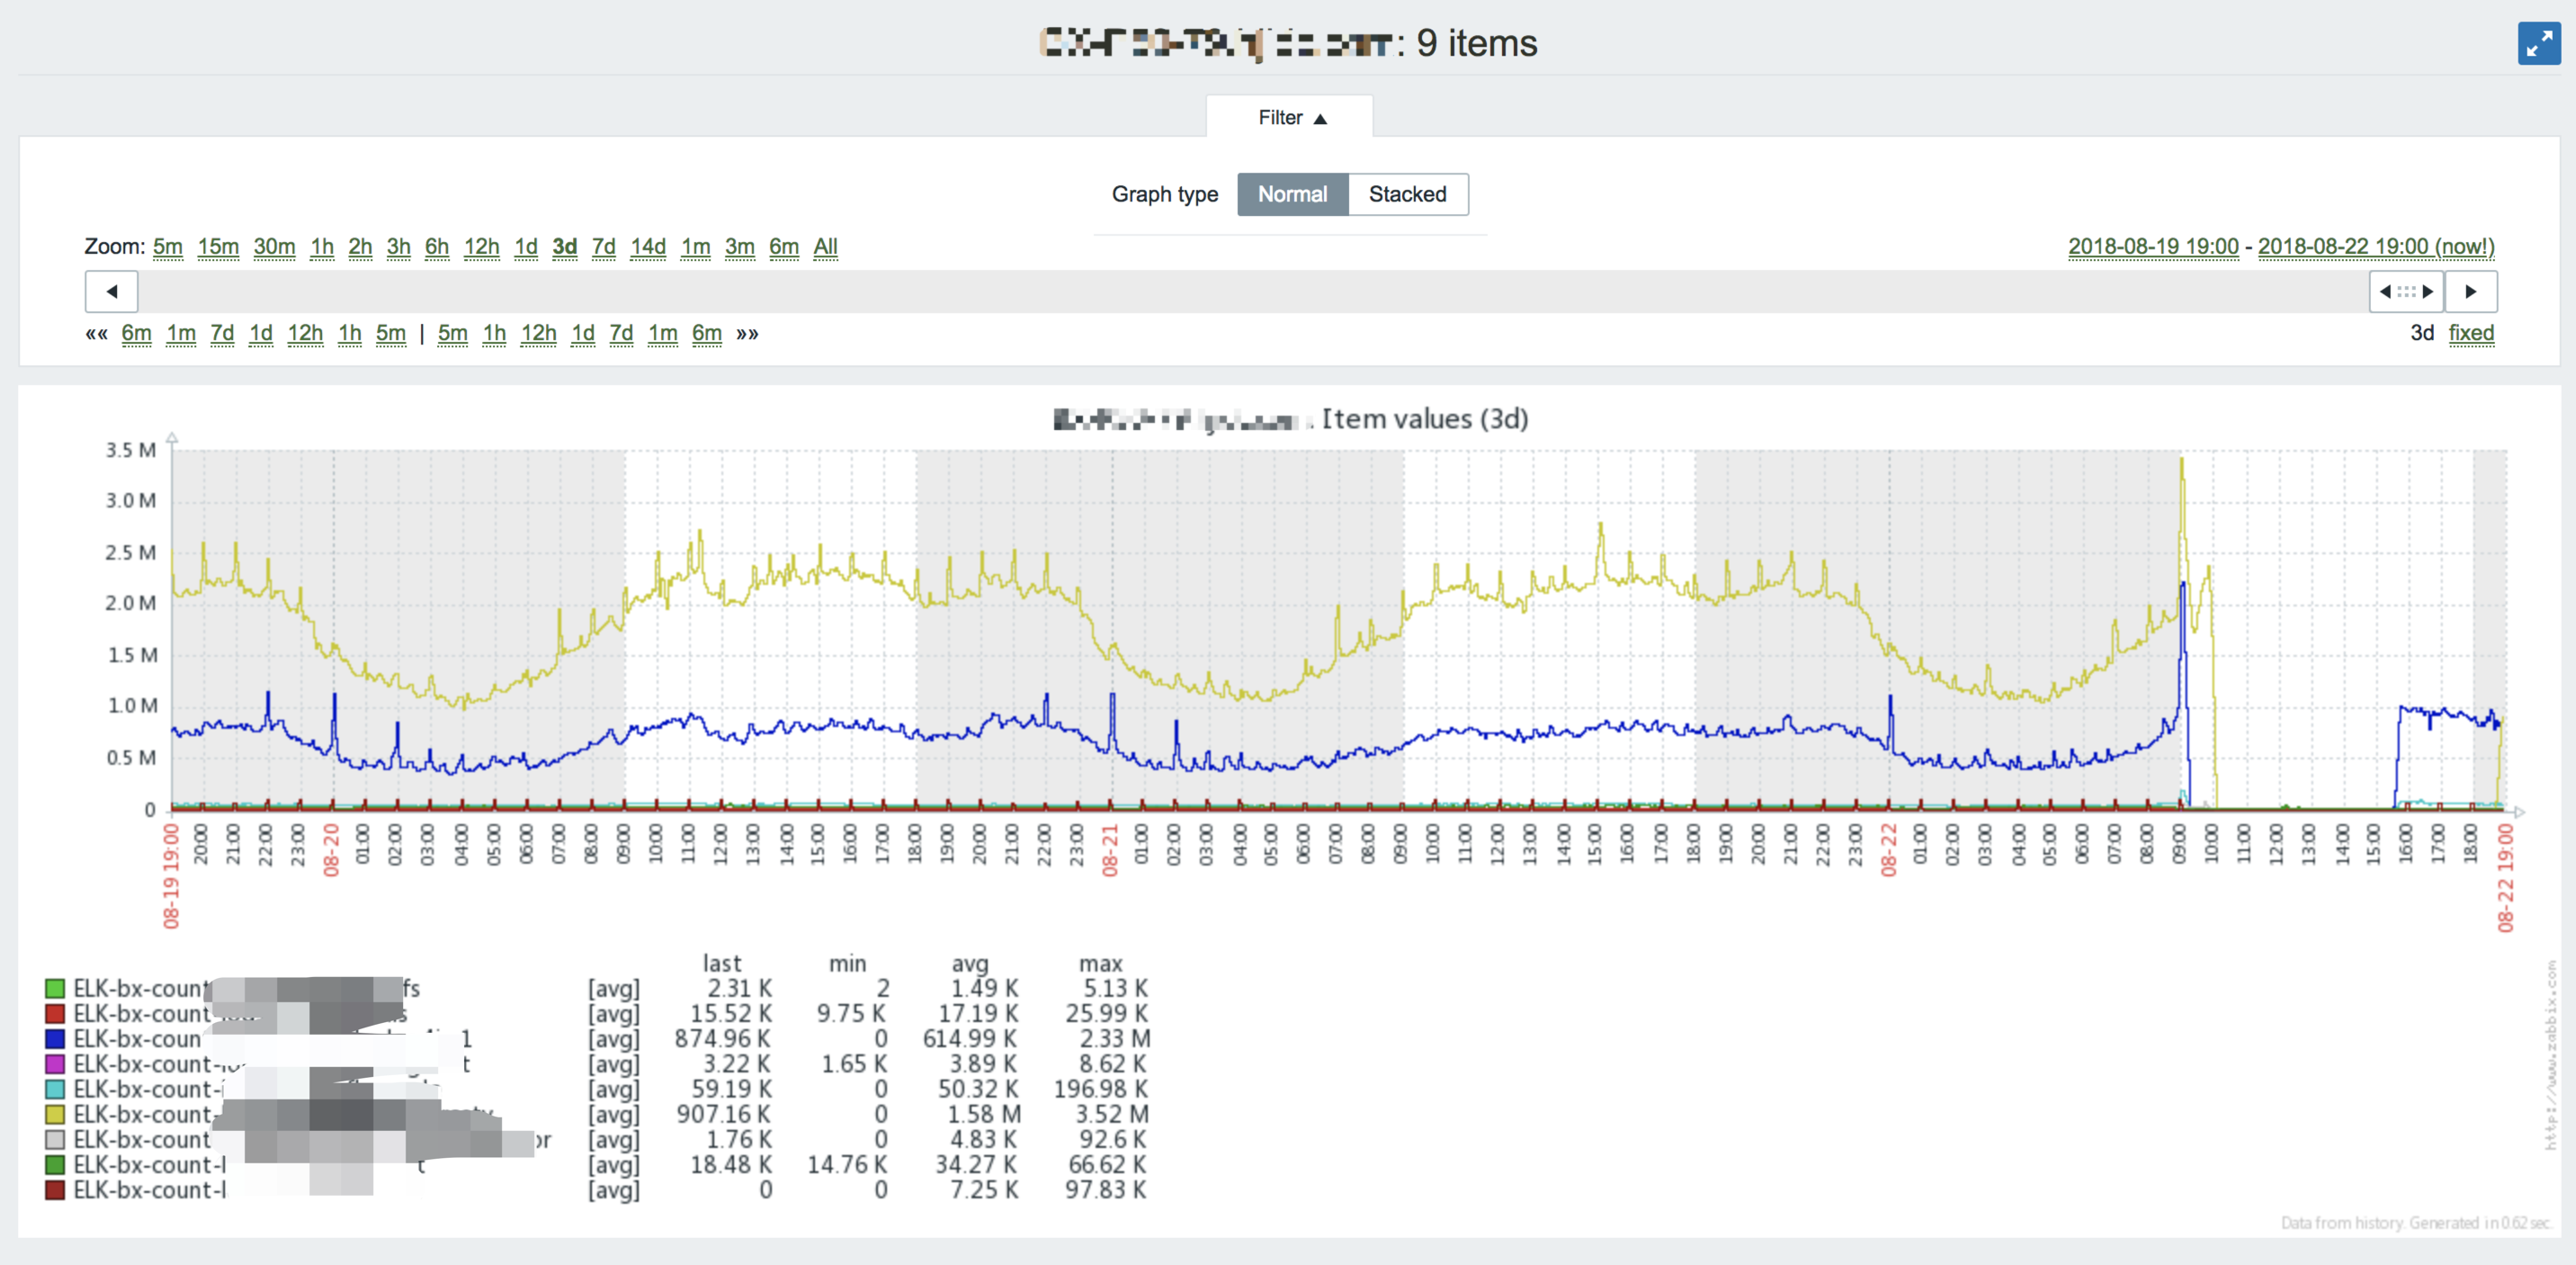 : 9 items
Filter ▲
Graph type Normal Stacked
Zoom: 5m 15m 30m 1h 2h 3h 6h 12h 1d 3d 7d 14d 1m 3m 6m All 2018-08-19 19:00 - 2018-08-22 19:00 (now!)
«« 6m 1m 7d 1d 12h 1h 5m | 5m 1h 12h 1d 7d 1m 6m »» 3d fixed
Item values (3d)
3.5 M
3.0 M
2.5 M
2.0 M
1.5 M
1.0 M
0.5 M
0
08-19 19:00 20:00 21:00 22:00 23:00 08-20 01:00 02:00 03:00 04:00 05:00 06:00 07:00 08:00 09:00 10:00 11:00 12:00 13:00 14:00 15:00 16:00 17:00 18:00 19:00 20:00 21:00 22:00 23:00 08-21 01:00 02:00 03:00 04:00 05:00 06:00 07:00 08:00 09:00 10:00 11:00 12:00 13:00 14:00 15:00 16:00 17:00 18:00 19:00 20:00 21:00 22:00 23:00 08-22 01:00 02:00 03:00 04:00 05:00 06:00 07:00 08:00 09:00 10:00 11:00 12:00 13:00 14:00 15:00 16:00 17:00 18:00 08-22 19:00
last min avg max
ELK-bx-count fs [avg] 2.31 K 2 1.49 K 5.13 K
ELK-bx-count [avg] 15.52 K 9.75 K 17.19 K 25.99 K
ELK-bx-coun 1 [avg] 874.96 K 0 614.99 K 2.33 M
ELK-bx-count- t [avg] 3.22 K 1.65 K 3.89 K 8.62 K
ELK-bx-count- [avg] 59.19 K 0 50.32 K 196.98 K
ELK-bx-count- [avg] 907.16 K 0 1.58 M 3.52 M
ELK-bx-count or [avg] 1.76 K 0 4.83 K 92.6 K
ELK-bx-count-l t [avg] 18.48 K 14.76 K 34.27 K 66.62 K
ELK-bx-count-l [avg] 0 0 7.25 K 97.83 K
http://www.zabbix.com
Data from history. Generated in 0.62 sec.